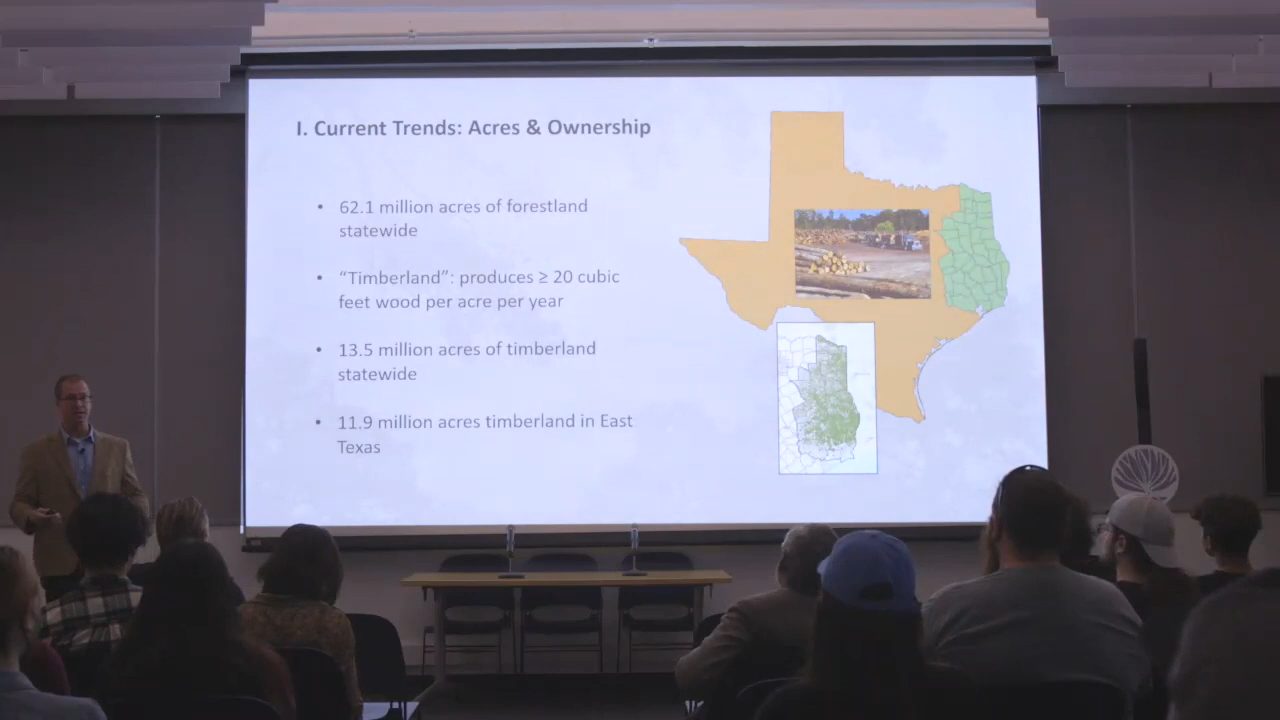 I. Current Trends: Acres & Ownership
• 62.1 million acres of forestland
statewide
• “Timberland”: produces ≥ 20 cubic
feet wood per acre per year
• 13.5 million acres of timberland
statewide
• 11.9 million acres timberland in East
Texas